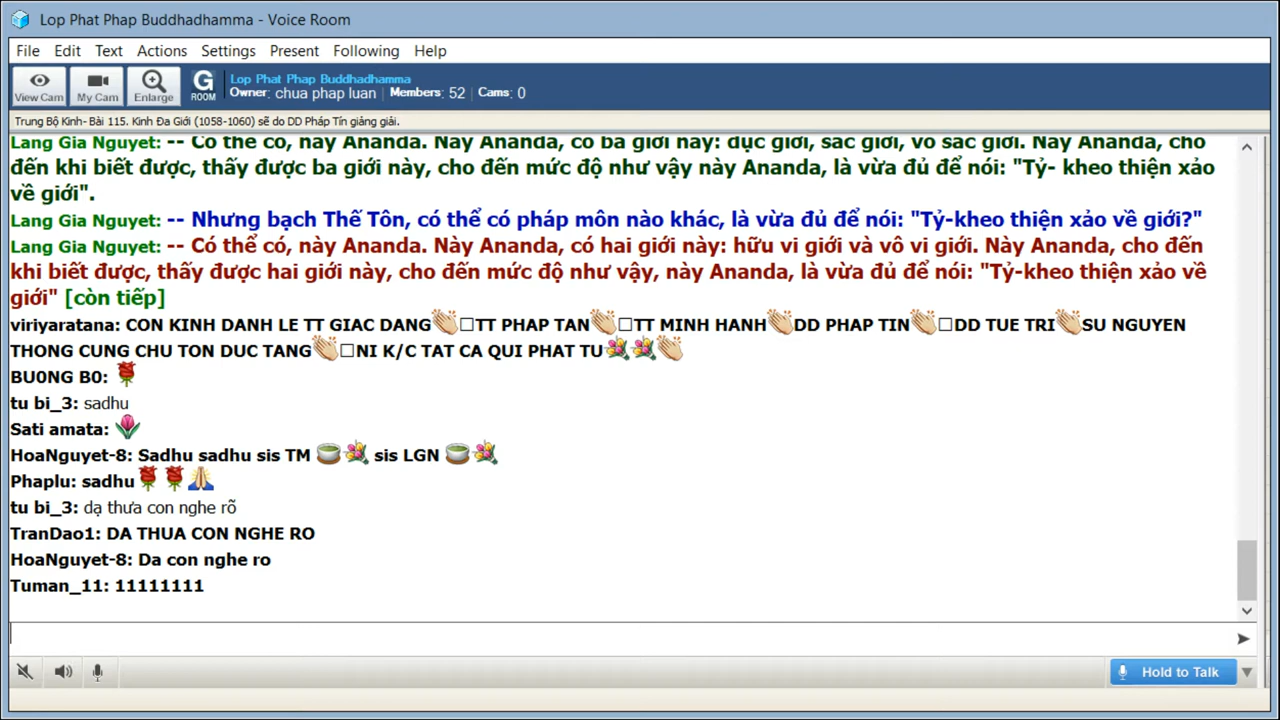 Lop Phat Phap Buddhadhamma - Voice Room
File Edit Text Actions Settings Present Following Help
View Cam My Cam Enlarge G ROOM Lop Phat Phap Buddhadhamma
Owner: chua phap luan | Members: 52 | Cams: 0
Trung Bộ Kinh- Bài 115. Kinh Đa Giới (1058-1060) sẽ do DD Pháp Tín giảng giải.
Lang Gia Nguyet: -- Có thể có, này Ananda. Này Ananda, có ba giới này: dục giới, sắc giới, vô sắc giới. Này Ananda, cho
đến khi biết được, thấy được ba giới này, cho đến mức độ như vậy này Ananda, là vừa đủ để nói: "Tỷ- kheo thiện xảo
về giới".
Lang Gia Nguyet: -- Nhưng bạch Thế Tôn, có thể có pháp môn nào khác, là vừa đủ để nói: "Tỷ-kheo thiện xảo về giới?"
Lang Gia Nguyet: -- Có thể có, này Ananda. Này Ananda, có hai giới này: hữu vi giới và vô vi giới. Này Ananda, cho đến
khi biết được, thấy được hai giới này, cho đến mức độ như vậy, này Ananda, là vừa đủ để nói: "Tỷ-kheo thiện xảo về
giới" [còn tiếp]
viriyaratana: CON KINH DANH LE TT GIAC DANG👏□TT PHAP TAN👏□TT MINH HANH👏DD PHAP TIN👏□DD TUE TRI👏SU NGUYEN
THONG CUNG CHU TON DUC TANG👏□NI K/C TAT CA QUI PHAT TU💐💐👏
BU0NG B0: 🌹
tu bi_3: sadhu
Sati amata: 🌷
HoaNguyet-8: Sadhu sadhu sis TM 🍵💐 sis LGN 🍵💐
Phaplu: sadhu🌹🌹🙏
tu bi_3: dạ thưa con nghe rõ
TranDao1: DA THUA CON NGHE RO
HoaNguyet-8: Da con nghe ro
Tuman_11: 11111111
Hold to Talk